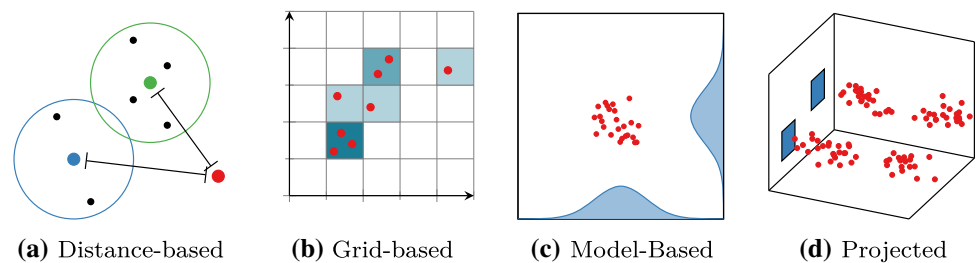 (a) Distance-based
(b) Grid-based
(c) Model-Based
(d) Projected